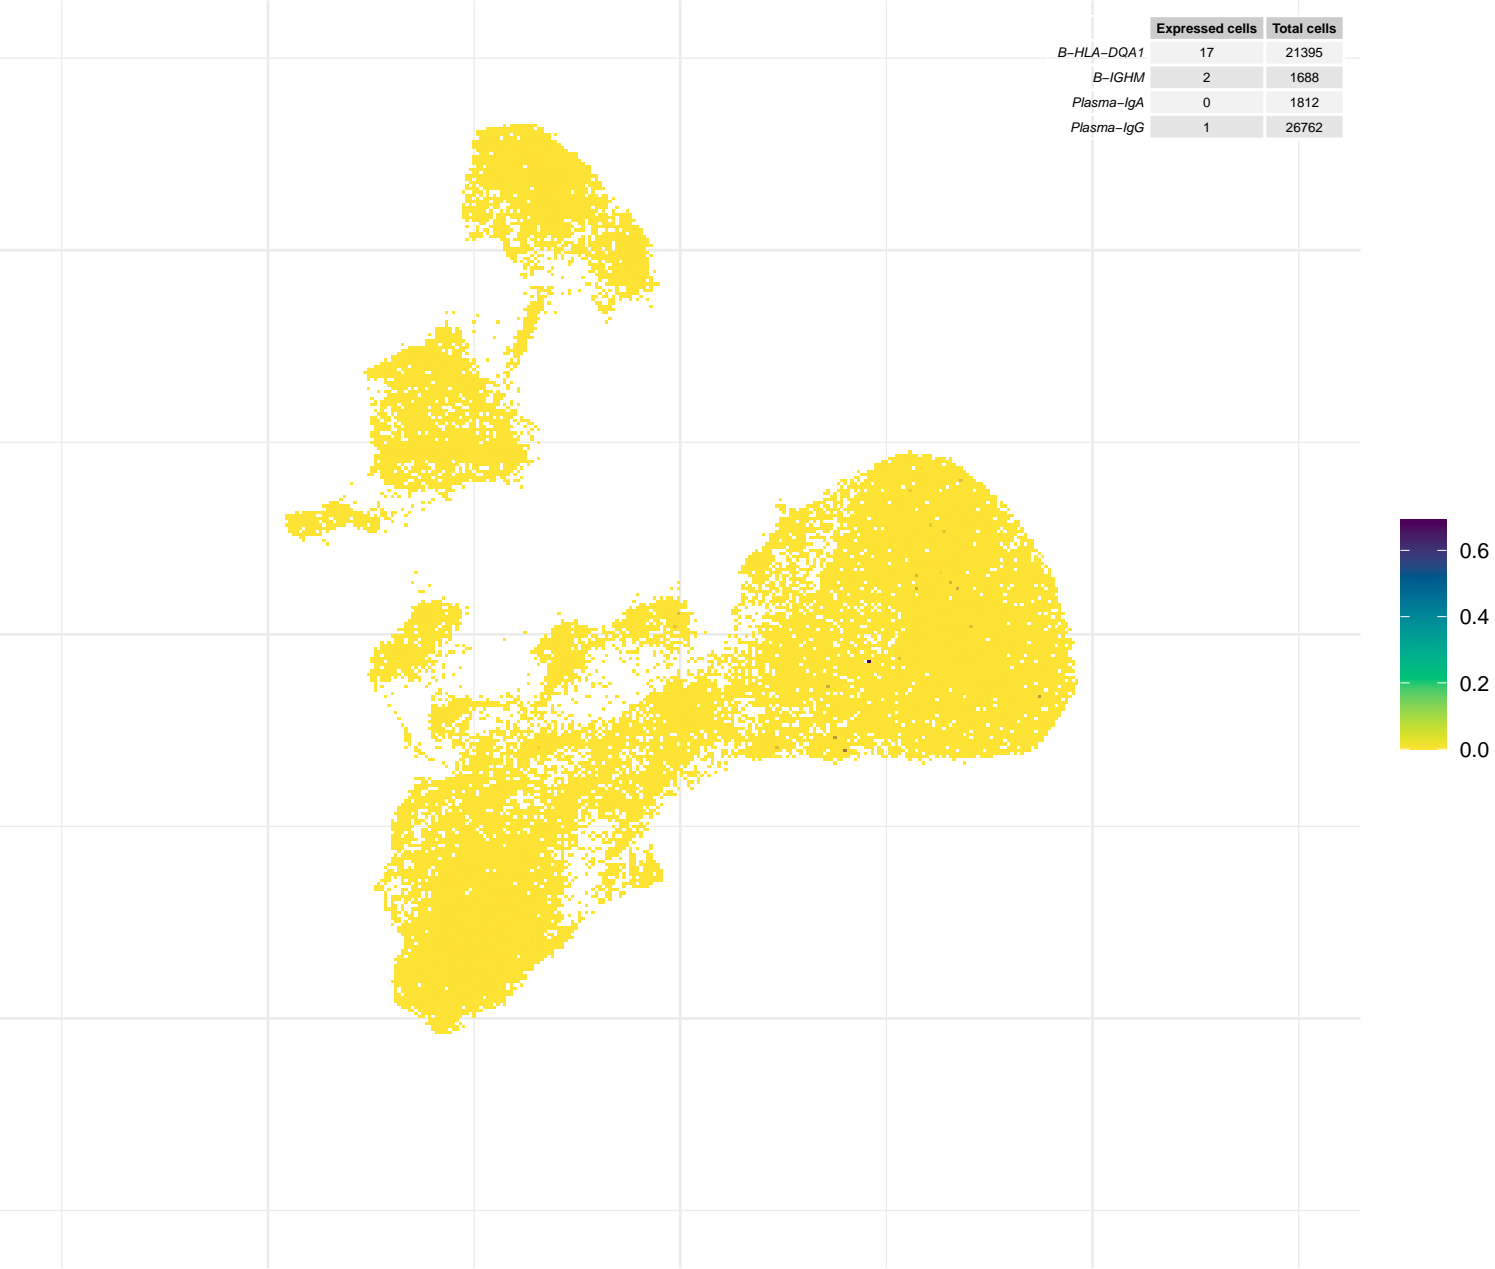 Expressed cells Total cells
B−HLA−DQA1 17 21395
B−IGHM 2 1688
Plasma−IgA 0 1812
Plasma−IgG 1 26762
0.6
0.4
0.2
0.0